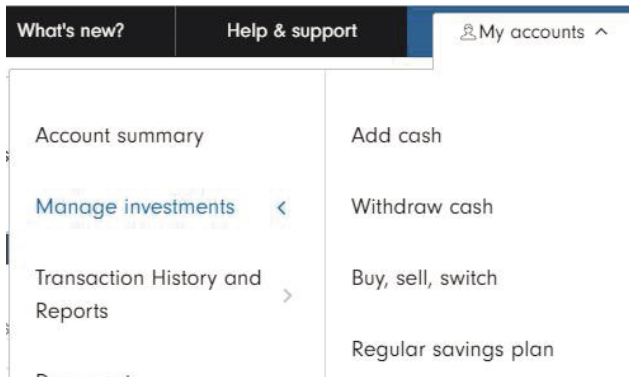 What's new?
Help & support
My accounts
Account summary
Manage investments
Transaction History and
Reports
Add cash
Withdraw cash
Buy, sell, switch
Regular savings plan